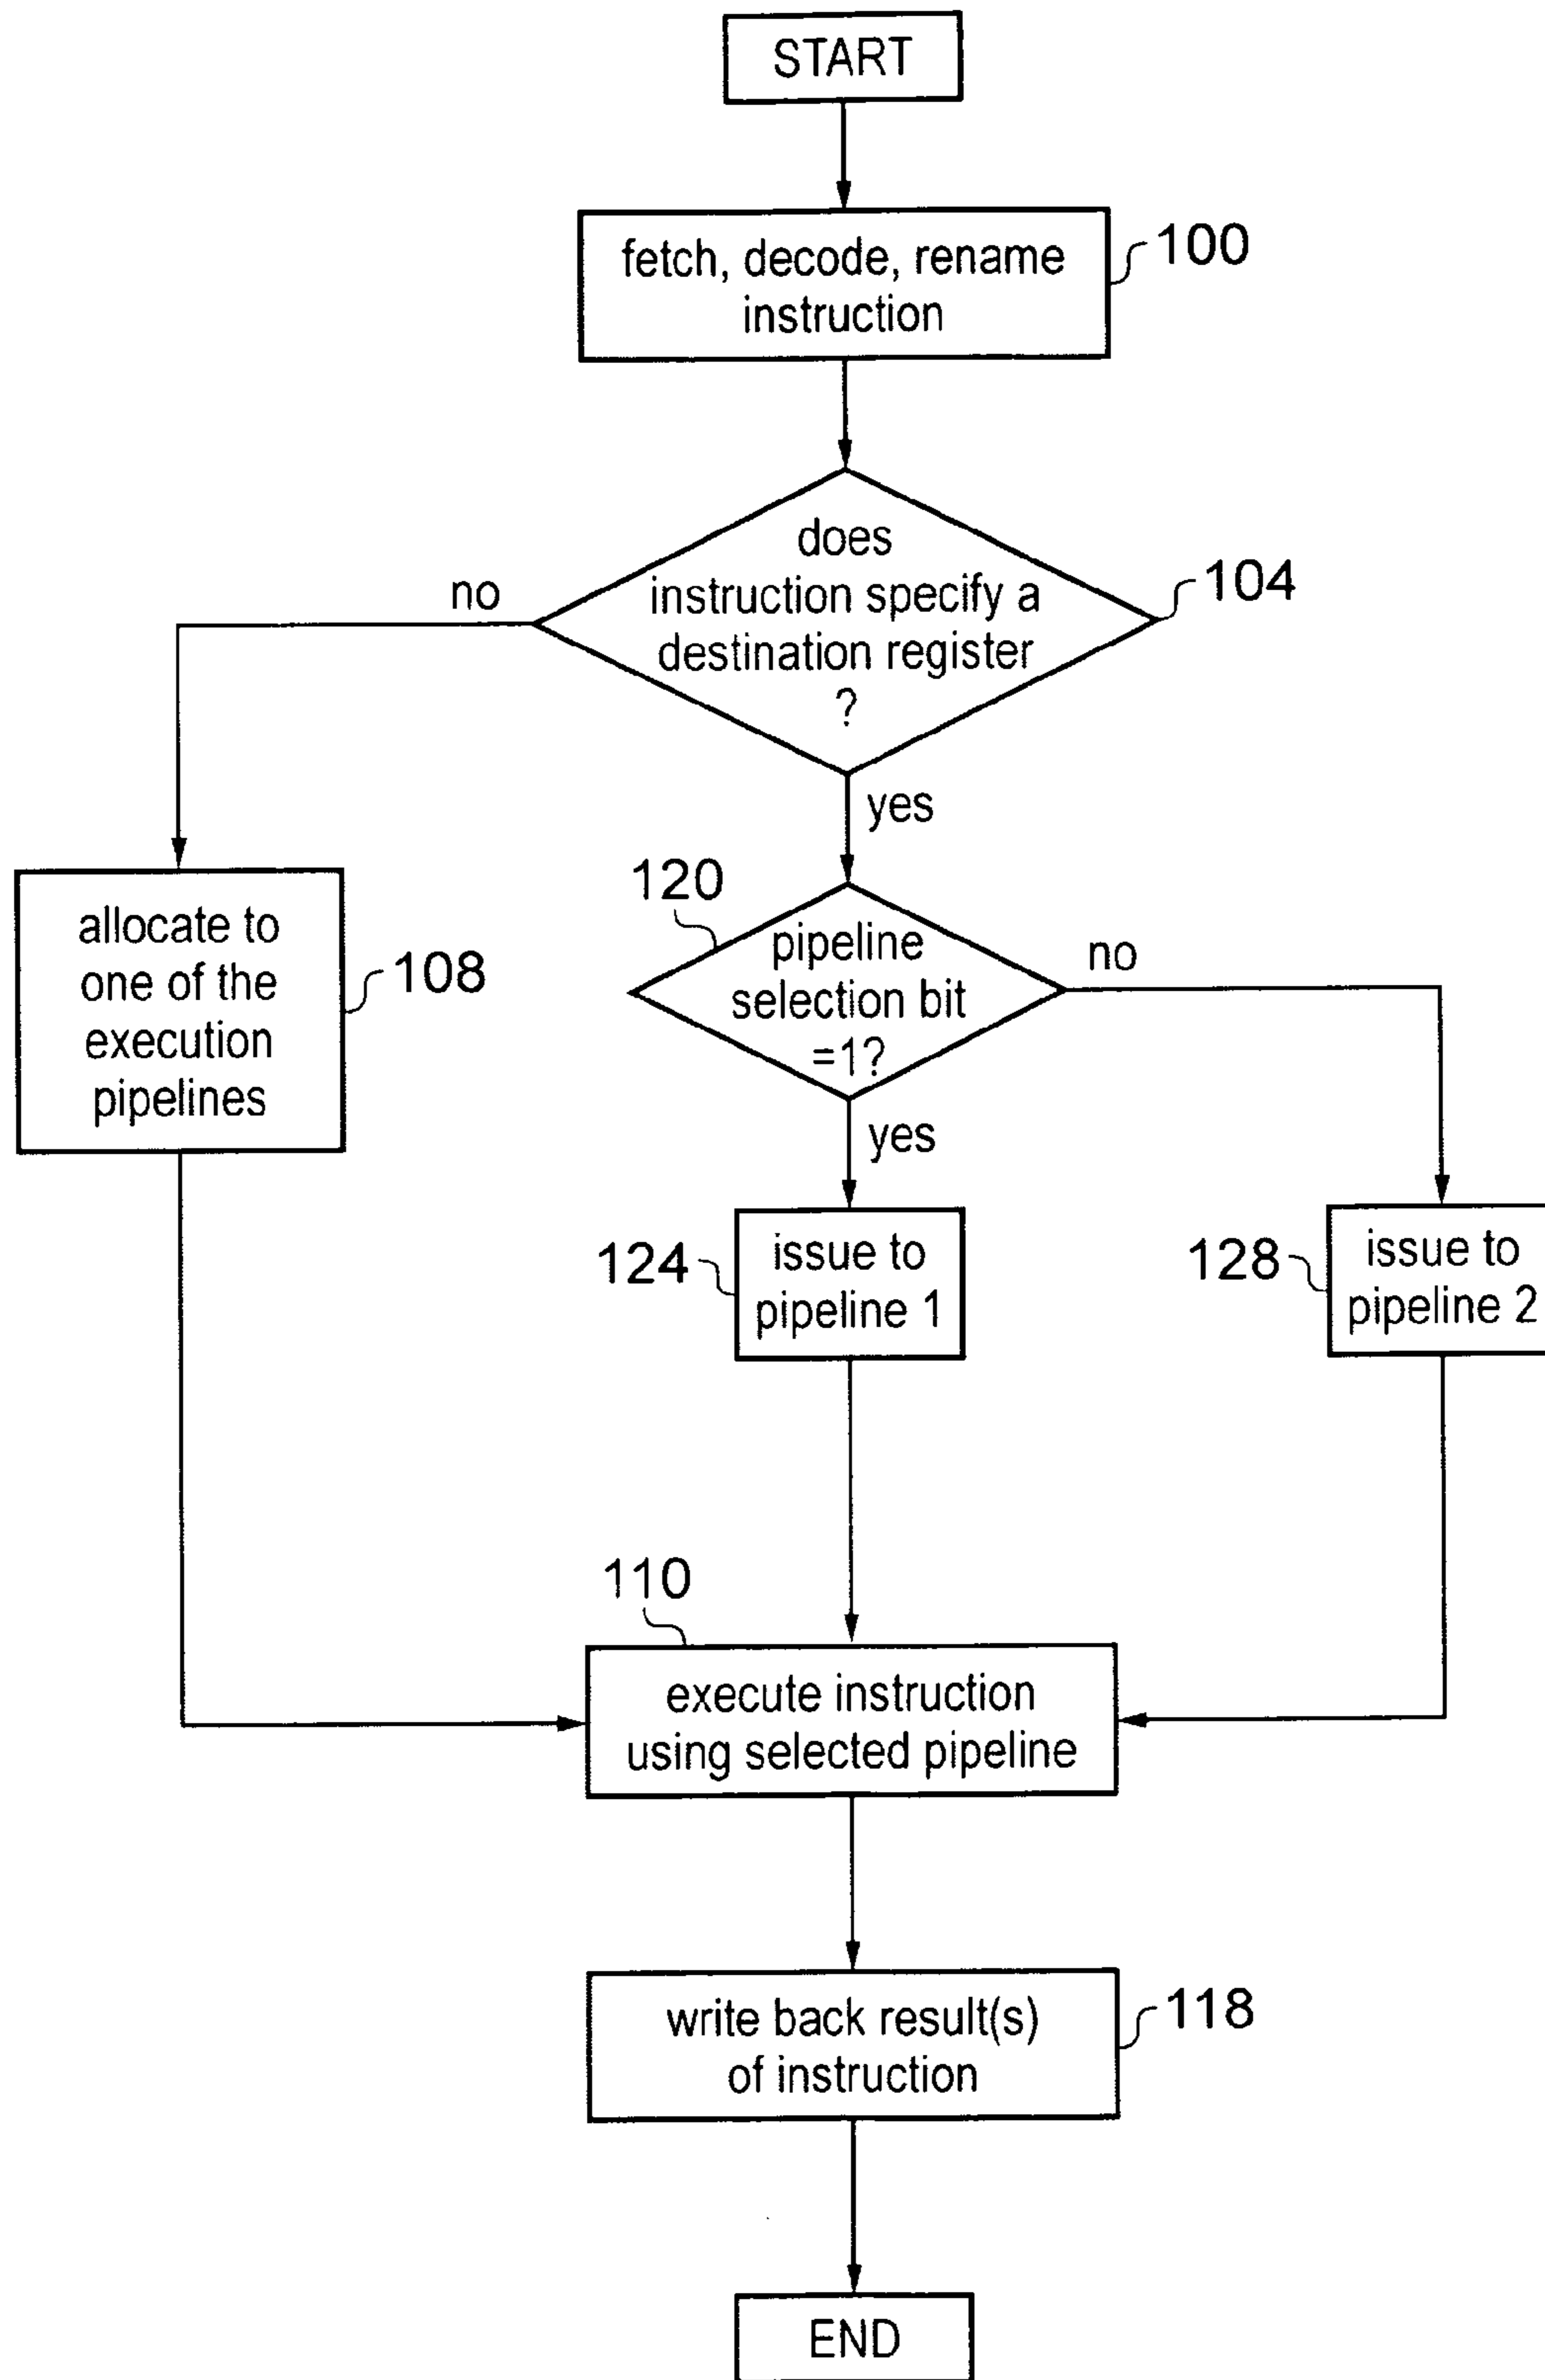 START
fetch, decode, rename
instruction
100
does
instruction specify a
destination register
?
104
no
yes
allocate to
one of the
execution
pipelines
108
120
pipeline
selection bit
=1?
no
yes
124
issue to
pipeline 1
128
issue to
pipeline 2
110
execute instruction
using selected pipeline
write back result(s)
of instruction
118
END